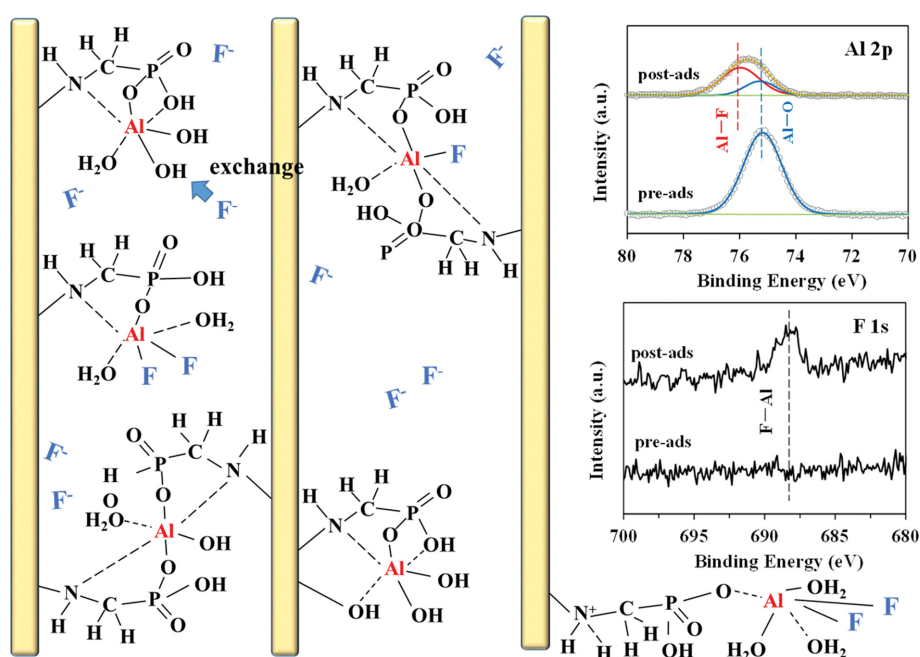 H
H
H
N
C
P
O
O
OH
Al
OH
H₂O
OH
exchange
F⁻
F⁻
F⁻
H
H
H
N
C
P
O
OH
O
Al
OH₂
H₂O
F
F
F⁻
F⁻
H
H
H
O
C
N
P
H
O
O
H₂O
Al
OH
O
N
H
C
H
H
P
OH
O
F⁻
H
H
H
N
C
P
O
O
OH
Al
F
H₂O
O
HO
O
P
C
N
H
H
H
F⁻
F⁻
F⁻
H
H
H
N
C
P
O
O
OH
Al
OH
OH
OH
Al 2p
post-ads
Al—F
Al—O
pre-ads
Intensity (a.u.)
80 78 76 74 72 70
Binding Energy (eV)
F 1s
post-ads
F—Al
pre-ads
Intensity (a.u.)
700 695 690 685 680
Binding Energy (eV)
N⁺
H
H
C
H
H
P
O
OH
O
Al
OH₂
F
F
H₂O
OH₂